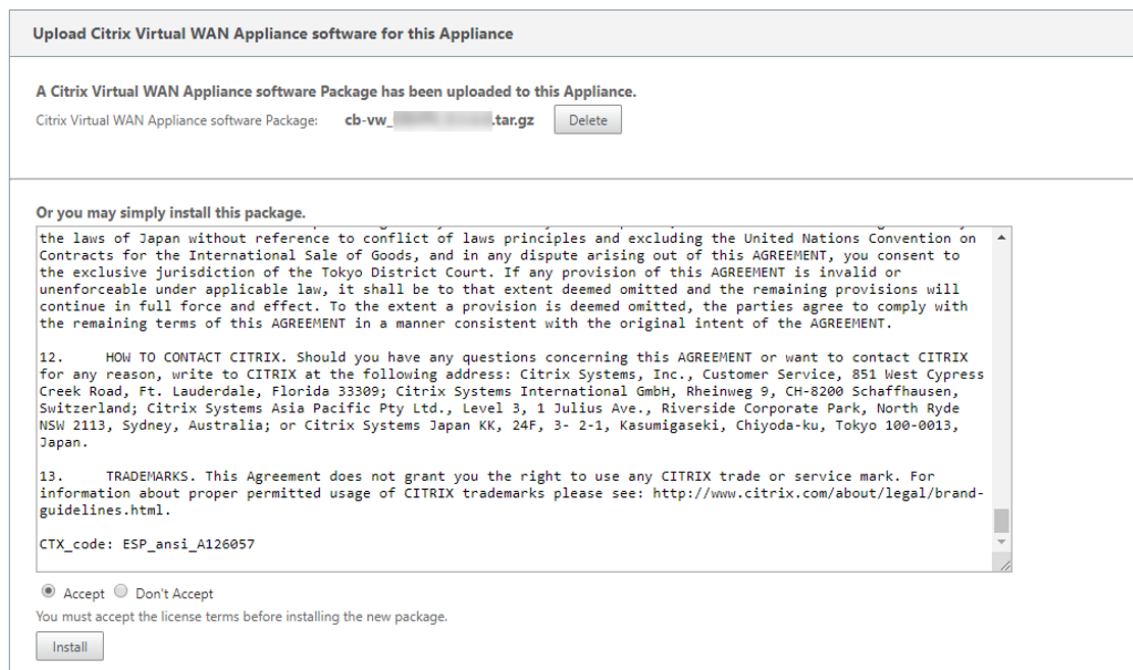 Upload Citrix Virtual WAN Appliance software for this Appliance
A Citrix Virtual WAN Appliance software Package has been uploaded to this Appliance.
Citrix Virtual WAN Appliance software Package: cb-vw_ .tar.gz Delete
Or you may simply install this package.
the laws of Japan without reference to conflict of laws principles and excluding the United Nations Convention on
Contracts for the International Sale of Goods, and in any dispute arising out of this AGREEMENT, you consent to
the exclusive jurisdiction of the Tokyo District Court. If any provision of this AGREEMENT is invalid or
unenforceable under applicable law, it shall be to that extent deemed omitted and the remaining provisions will
continue in full force and effect. To the extent a provision is deemed omitted, the parties agree to comply with
the remaining terms of this AGREEMENT in a manner consistent with the original intent of the AGREEMENT.
12. HOW TO CONTACT CITRIX. Should you have any questions concerning this AGREEMENT or want to contact CITRIX
for any reason, write to CITRIX at the following address: Citrix Systems, Inc., Customer Service, 851 West Cypress
Creek Road, Ft. Lauderdale, Florida 33309; Citrix Systems International GmbH, Rheinweg 9, CH-8200 Schaffhausen,
Switzerland; Citrix Systems Asia Pacific Pty Ltd., Level 3, 1 Julius Ave., Riverside Corporate Park, North Ryde
NSW 2113, Sydney, Australia; or Citrix Systems Japan KK, 24F, 3- 2-1, Kasumigaseki, Chiyoda-ku, Tokyo 100-0013,
Japan.
13. TRADEMARKS. This Agreement does not grant you the right to use any CITRIX trade or service mark. For
information about proper permitted usage of CITRIX trademarks please see: http://www.citrix.com/about/legal/brand-
guidelines.html.
CTX_code: ESP_ansi_A126057
Accept Don't Accept
You must accept the license terms before installing the new package.
Install